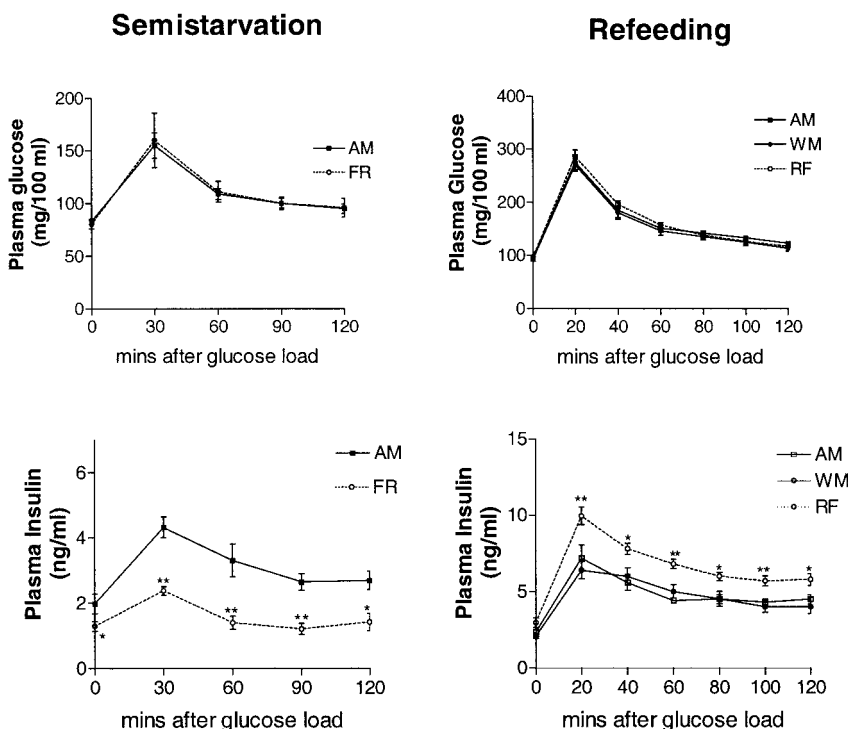 Semistarvation
Refeeding
Plasma glucose
(mg/100 ml)
200
150
100
50
0
0 30 60 90 120
mins after glucose load
AM
FR
Plasma Glucose
(mg/100 ml)
400
300
200
100
0
0 20 40 60 80 100 120
mins after glucose load
AM
WM
RF
Plasma Insulin
(ng/ml)
6
4
2
0
0 30 60 90 120
mins after glucose load
AM
FR
*
**
**
**
*
Plasma Insulin
(ng/ml)
15
10
5
0
0 20 40 60 80 100 120
mins after glucose load
AM
WM
RF
**
*
**
*
**
*